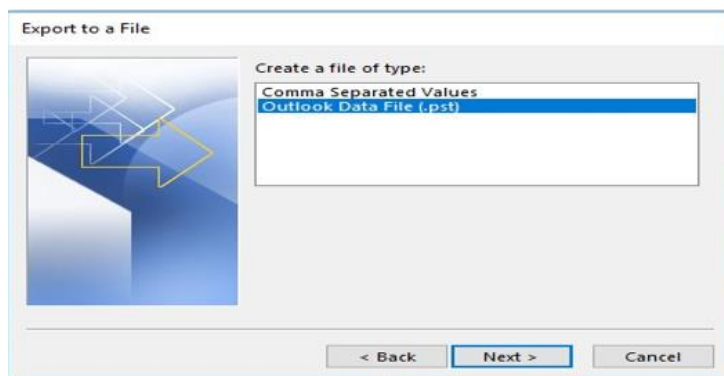 Export to a File
Create a file of type:
Comma Separated Values
Outlook Data File (.pst)
< Back
Next >
Cancel